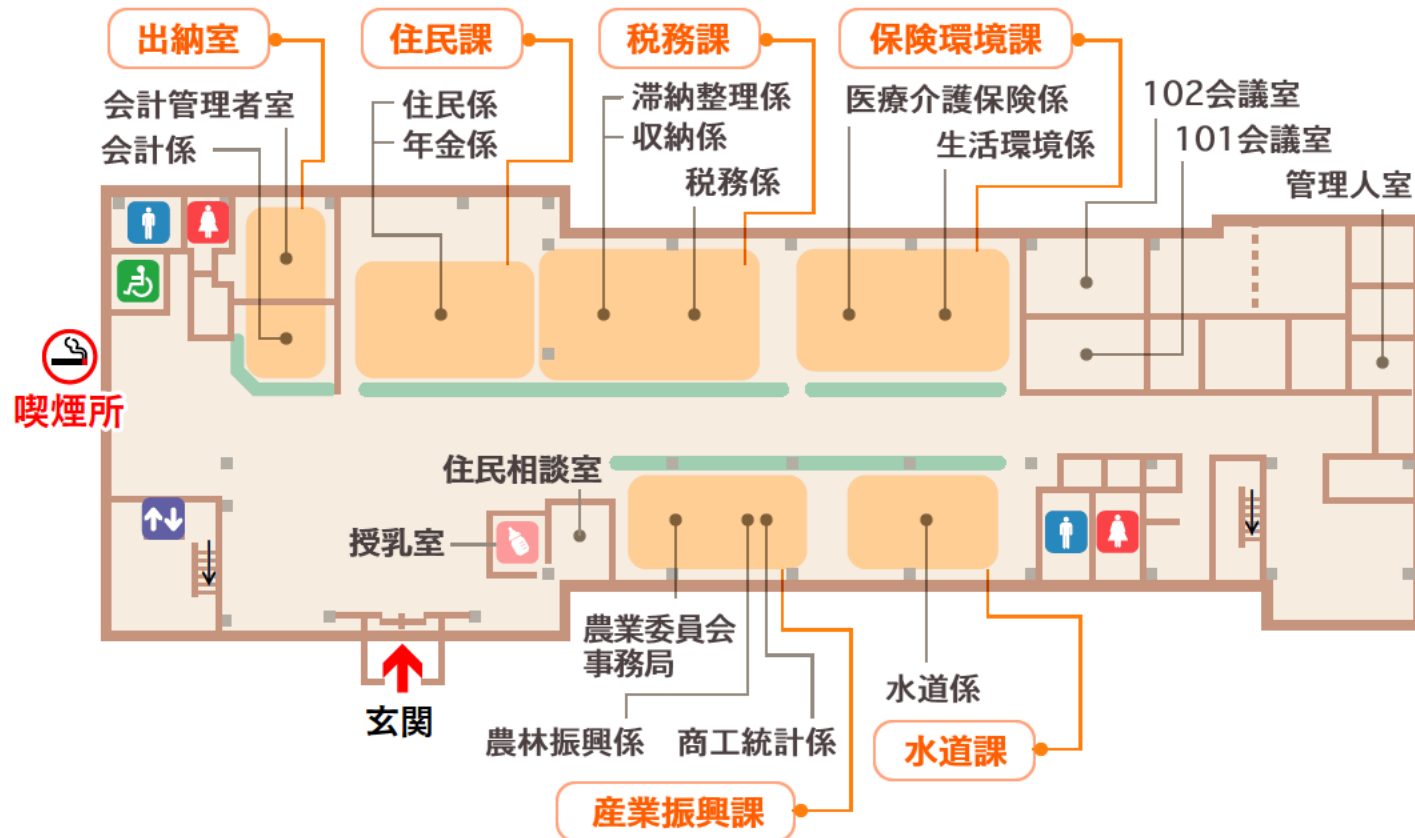 出納室
住民課
税務課
保険環境課
会計管理者室
会計係
住民係
年金係
滞納整理係
収納係
税務係
医療介護保険係
生活環境係
102会議室
101会議室
管理人室
喫煙所
住民相談室
授乳室
農業委員会
事務局
水道係
玄関
農林振興係
商工統計係
水道課
産業振興課